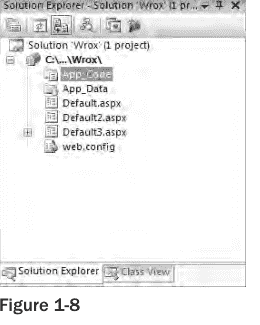 Solution Explorer - Solution 'Wrox' (1 pr...
Solution 'Wrox' (1 project)
C:\...\Wrox\
App_Code
App_Data
Default.aspx
Default2.aspx
Default3.aspx
web.config
Solution Explorer
Class View
Figure 1-8